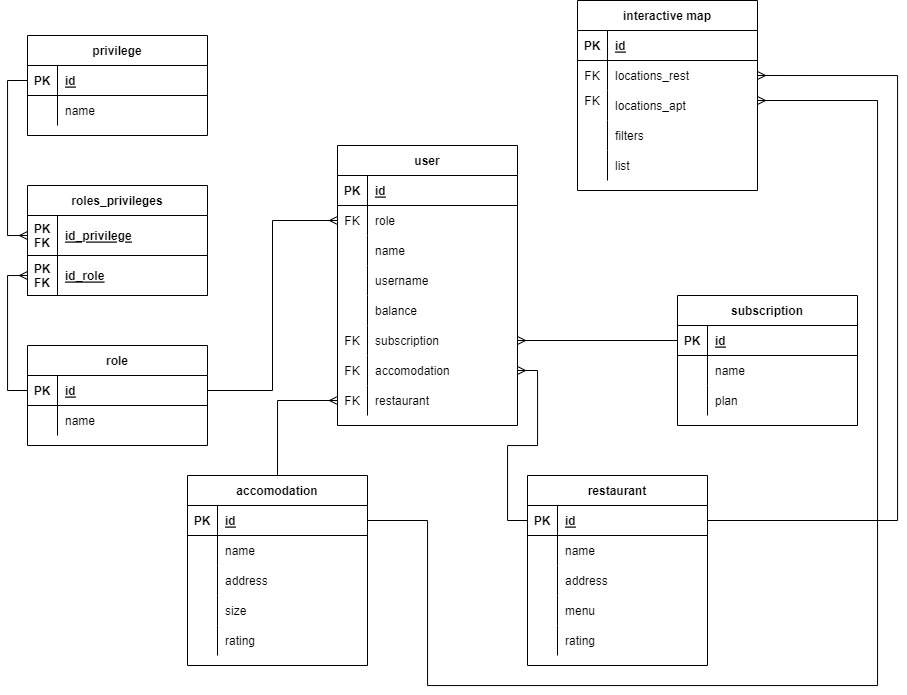 privilege
PK id
name
roles_privileges
PK
FK id_privilege
PK
FK id_role
role
PK id
name
user
PK id
FK role
name
username
balance
FK subscription
FK accomodation
FK restaurant
interactive map
PK id
FK locations_rest
FK locations_apt
filters
list
subscription
PK id
name
plan
accomodation
PK id
name
address
size
rating
restaurant
PK id
name
address
menu
rating